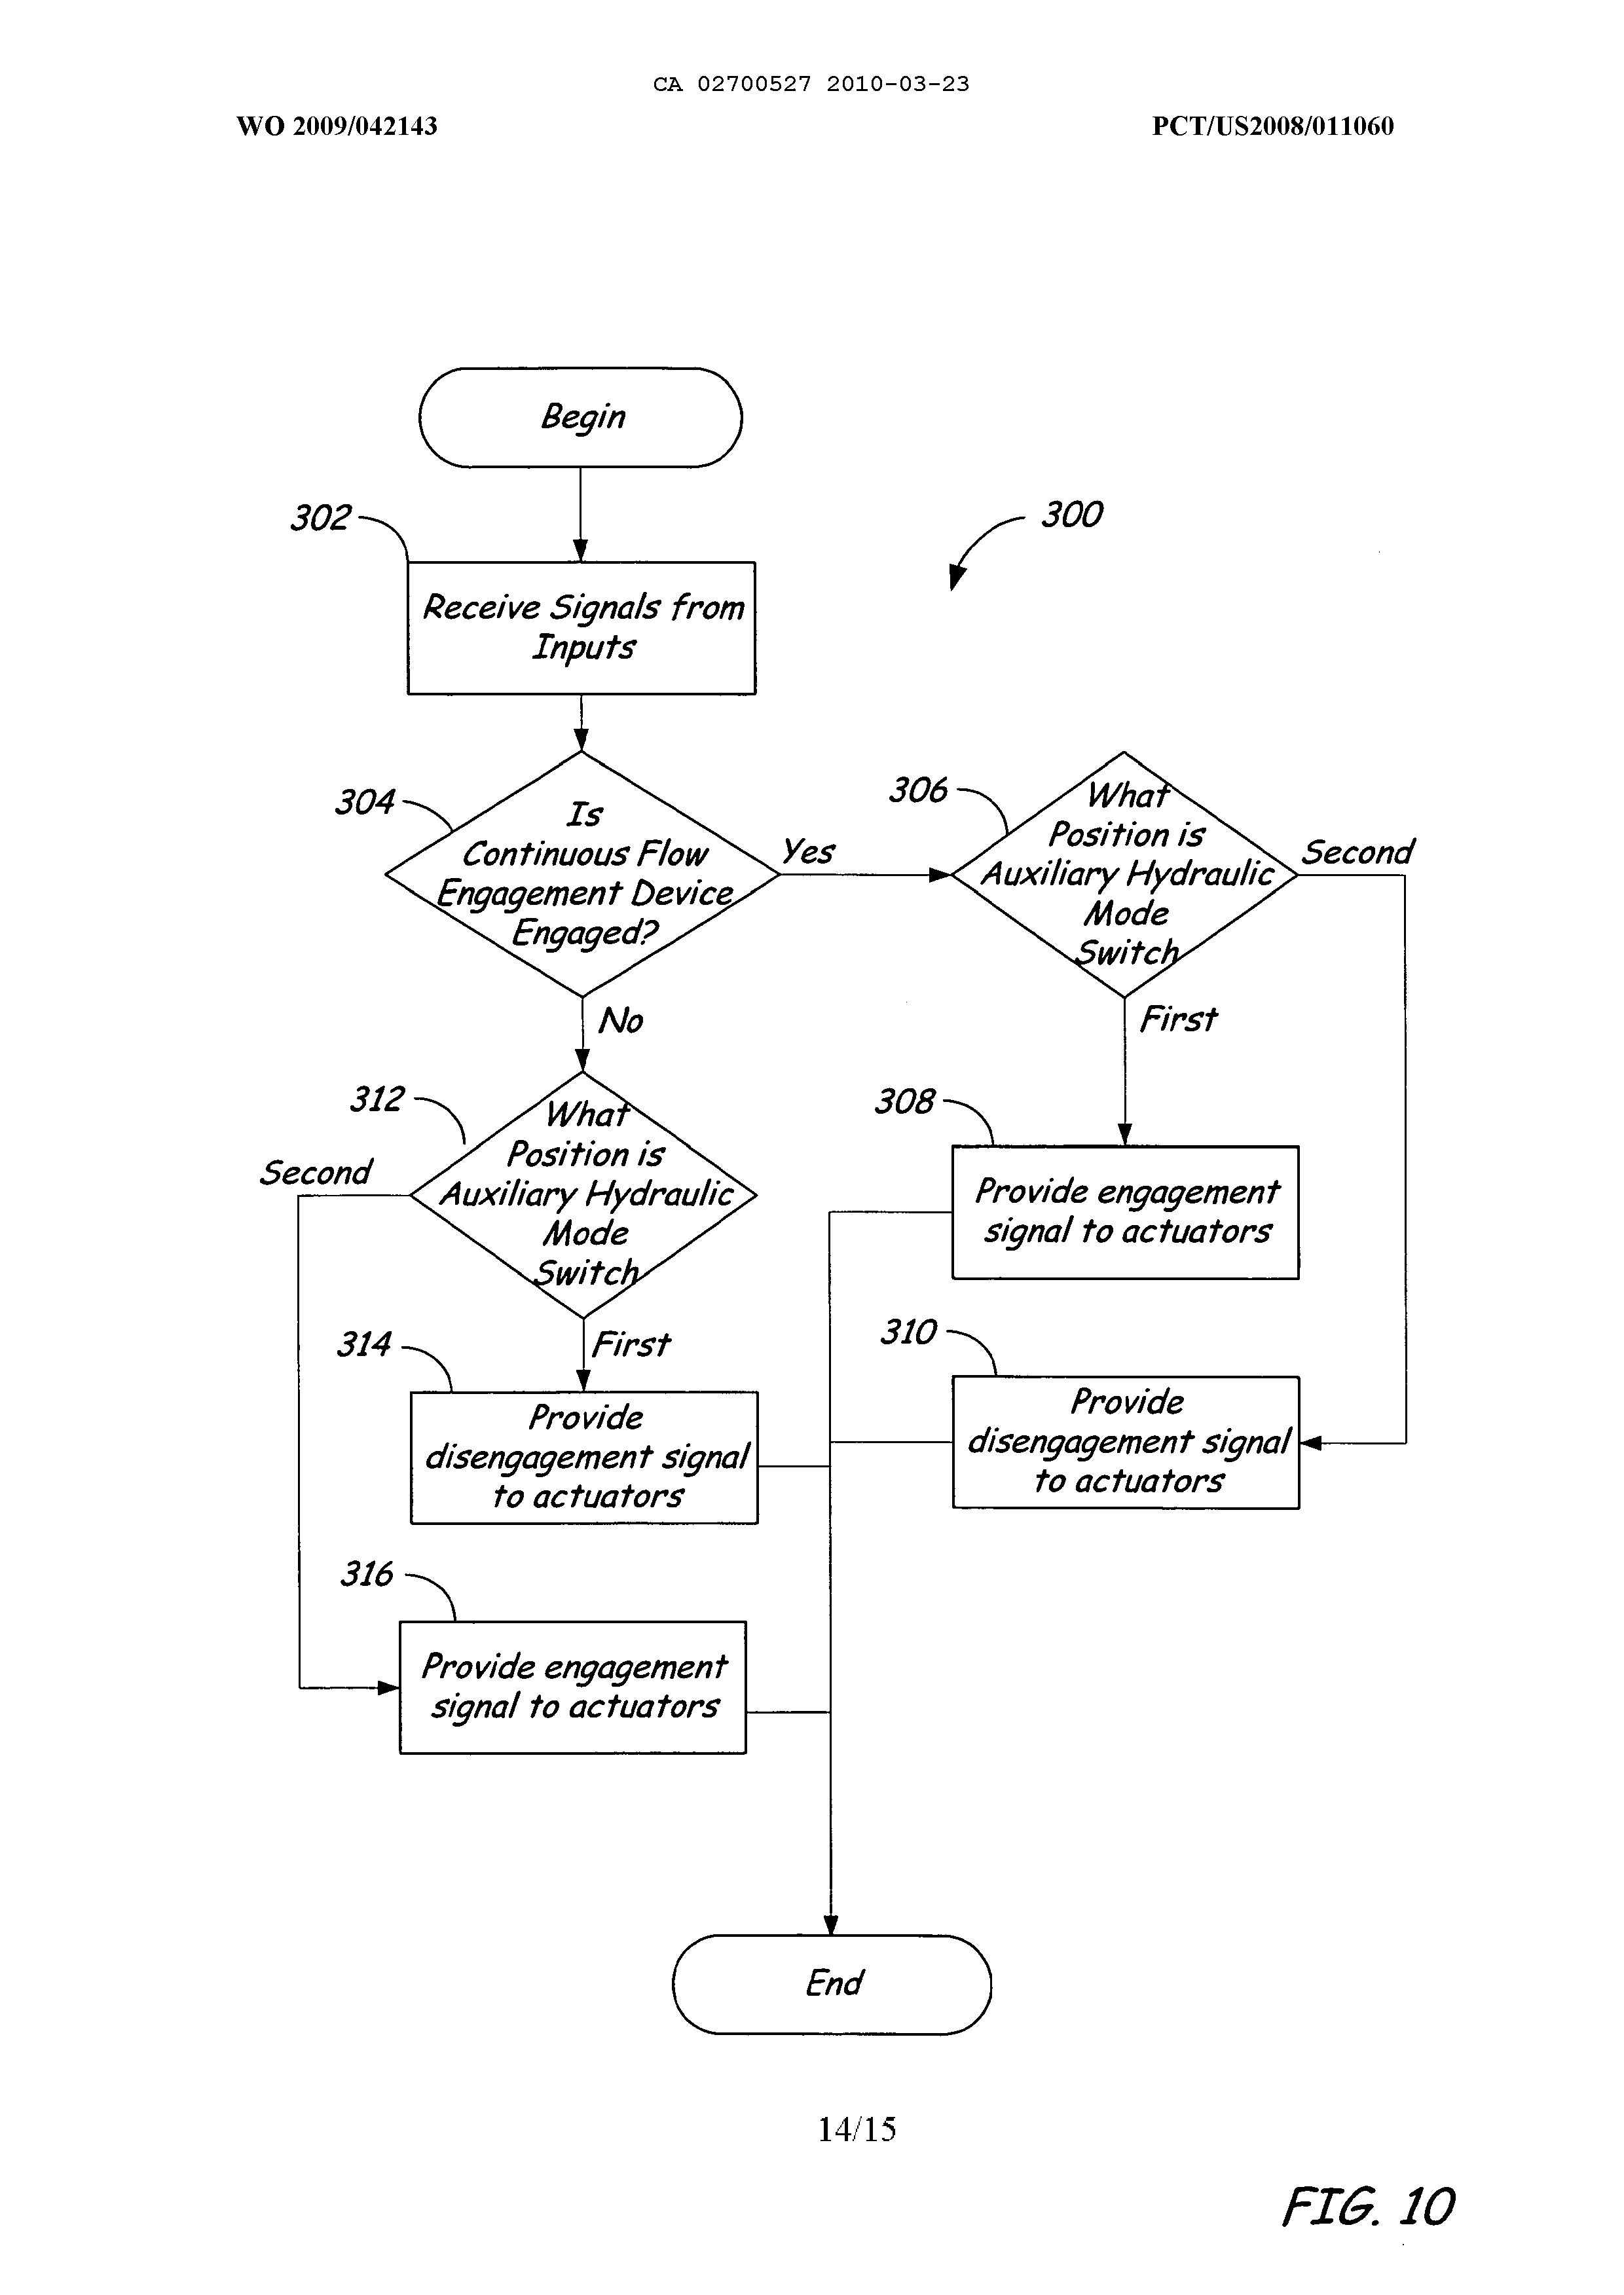 CA 02700527 2010-03-23
WO 2009/042143
PCT/US2008/011060
Begin
302
300
Receive Signals from
Inputs
304
Is
Continuous Flow
Engagement Device
Engaged?
Yes
306
What
Position is
Auxiliary Hydraulic
Mode
Switch
Second
No
First
312
What
Position is
Auxiliary Hydraulic
Mode
Switch
Second
308
Provide engagement
signal to actuators
First
314
Provide
disengagement signal
to actuators
310
Provide
disengagement signal
to actuators
316
Provide engagement
signal to actuators
End
14/15
FIG. 10